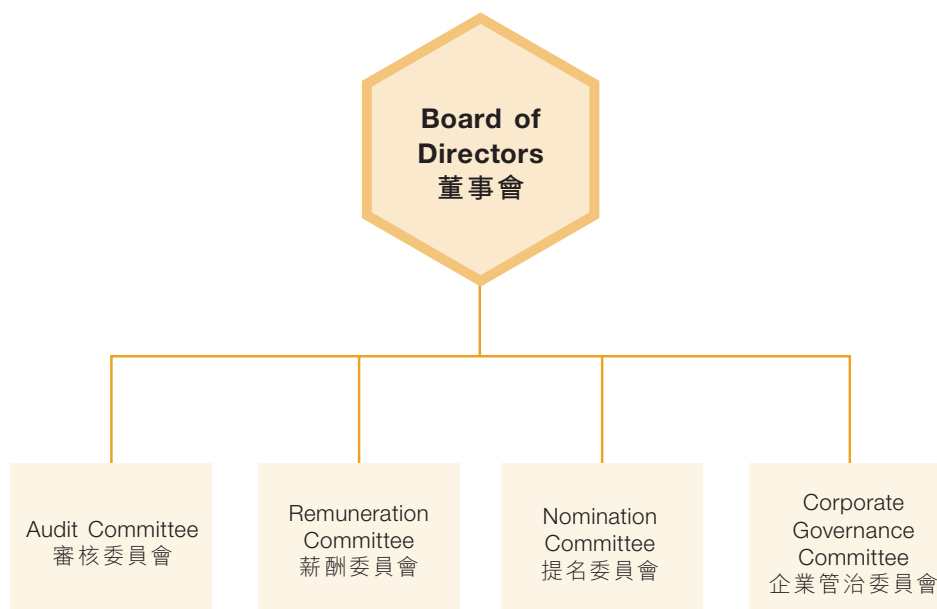 Board of
Directors
董事會
Audit Committee
審核委員會
Remuneration
Committee
薪酬委員會
Nomination
Committee
提名委員會
Corporate
Governance
Committee
企業管治委員會